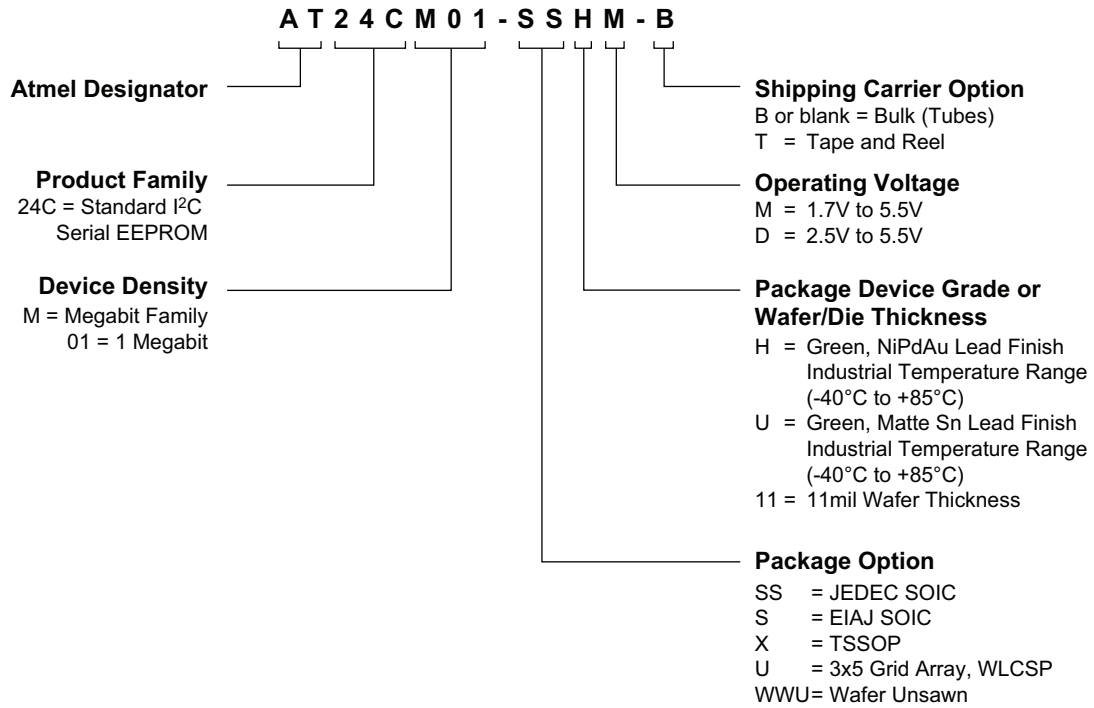 AT24CM01-SSHM-B
Atmel Designator
Product Family
24C = Standard I²C
Serial EEPROM
Device Density
M = Megabit Family
01 = 1 Megabit
Shipping Carrier Option
B or blank = Bulk (Tubes)
T = Tape and Reel
Operating Voltage
M = 1.7V to 5.5V
D = 2.5V to 5.5V
Package Device Grade or
Wafer/Die Thickness
H = Green, NiPdAu Lead Finish
Industrial Temperature Range
(-40°C to +85°C)
U = Green, Matte Sn Lead Finish
Industrial Temperature Range
(-40°C to +85°C)
11 = 11mil Wafer Thickness
Package Option
SS = JEDEC SOIC
S = EIAJ SOIC
X = TSSOP
U = 3x5 Grid Array, WLCSP
WWU= Wafer Unsawn